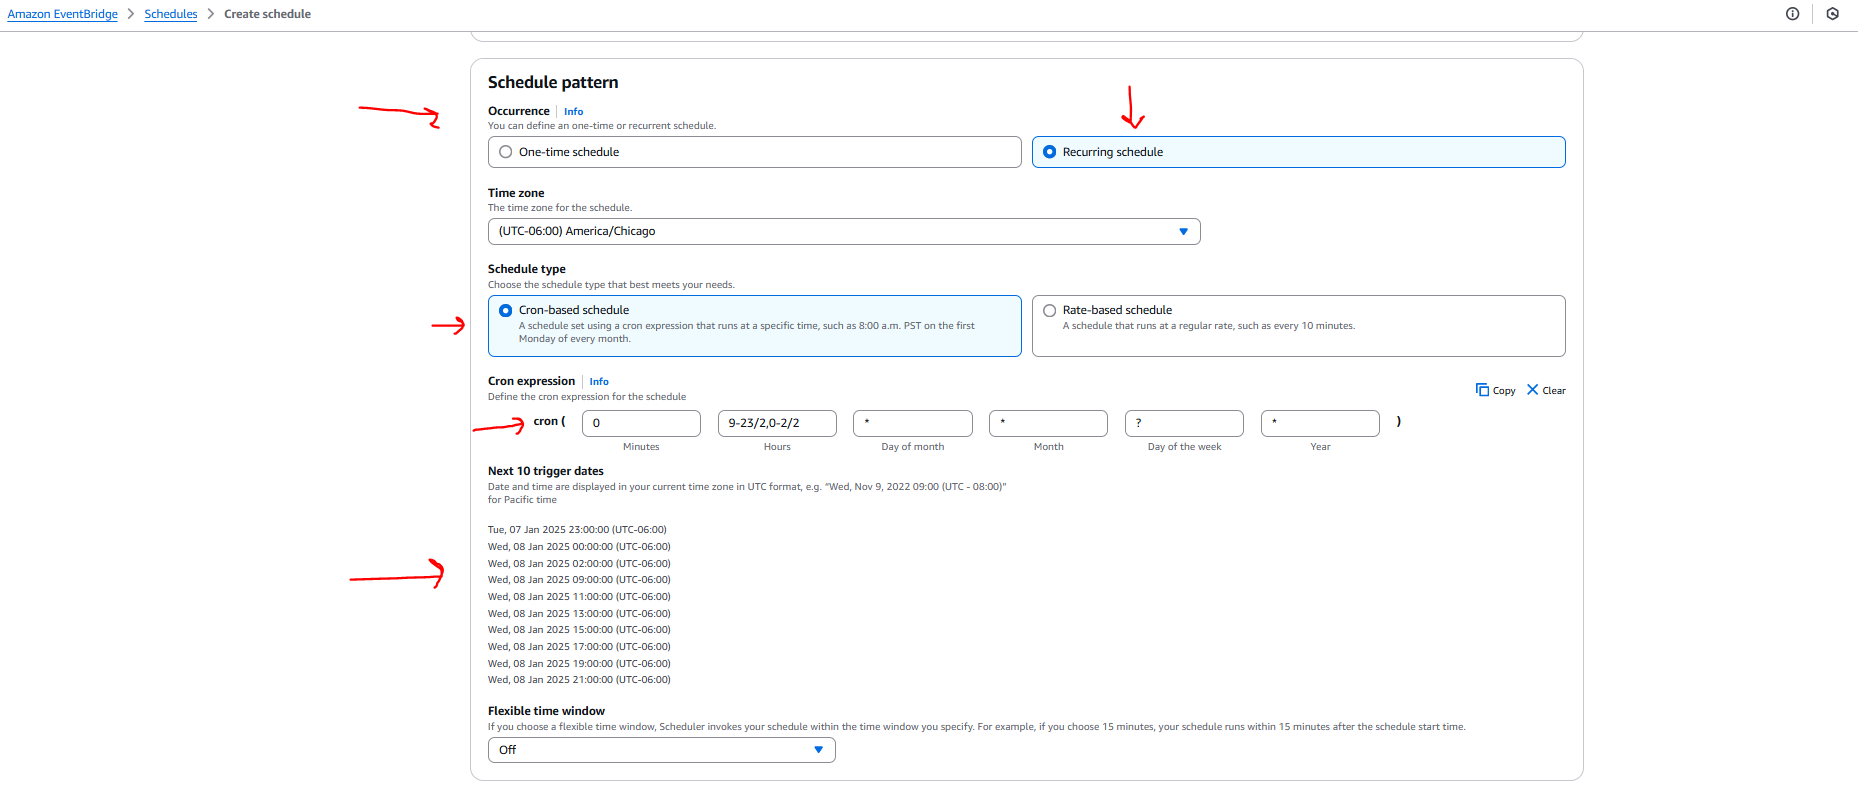 Amazon EventBridge > Schedules > Create schedule
Schedule pattern
Occurrence | Info
You can define an one-time or recurrent schedule.
One-time schedule
Recurring schedule
Time zone
The time zone for the schedule.
(UTC-06:00) America/Chicago
Schedule type
Choose the schedule type that best meets your needs.
Cron-based schedule
A schedule set using a cron expression that runs at a specific time, such as 8:00 a.m. PST on the first
Monday of every month.
Rate-based schedule
A schedule that runs at a regular rate, such as every 10 minutes.
Cron expression | Info
Define the cron expression for the schedule
Copy Clear
cron ( 0 9-23/2,0-2/2 * * ? * )
Minutes Hours Day of month Month Day of the week Year
Next 10 trigger dates
Date and time are displayed in your current time zone in UTC format, e.g. "Wed, Nov 9, 2022 09:00 (UTC - 08:00)"
for Pacific time
Tue, 07 Jan 2025 23:00:00 (UTC-06:00)
Wed, 08 Jan 2025 00:00:00 (UTC-06:00)
Wed, 08 Jan 2025 02:00:00 (UTC-06:00)
Wed, 08 Jan 2025 09:00:00 (UTC-06:00)
Wed, 08 Jan 2025 11:00:00 (UTC-06:00)
Wed, 08 Jan 2025 13:00:00 (UTC-06:00)
Wed, 08 Jan 2025 15:00:00 (UTC-06:00)
Wed, 08 Jan 2025 17:00:00 (UTC-06:00)
Wed, 08 Jan 2025 19:00:00 (UTC-06:00)
Wed, 08 Jan 2025 21:00:00 (UTC-06:00)
Flexible time window
If you choose a flexible time window, Scheduler invokes your schedule within the time window you specify. For example, if you choose 15 minutes, your schedule runs within 15 minutes after the schedule start time.
Off